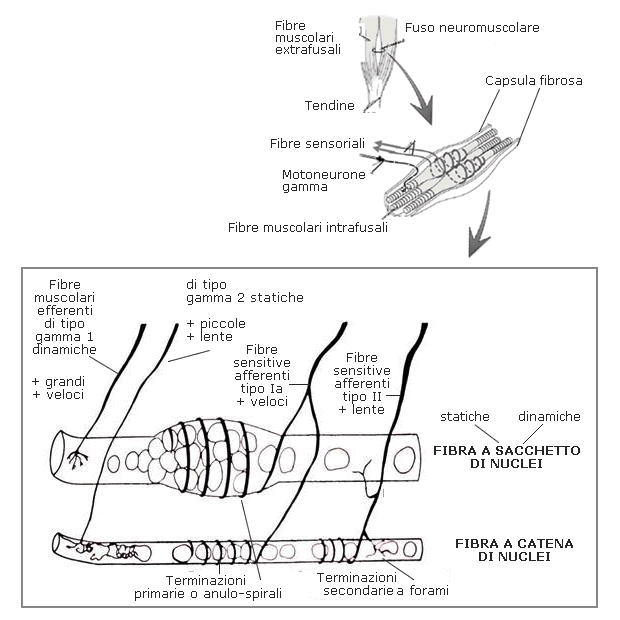 Fibre
muscolari
extrafusali
Fuso neuromuscolare
Tendine
Capsula fibrosa
Fibre sensoriali
Motoneurone
gamma
Fibre muscolari intrafusali
Fibre
muscolari
efferenti
di tipo
gamma 1
dinamiche
+ grandi
+ veloci
di tipo
gamma 2 statiche
+ piccole
+ lente
Fibre
sensitive
afferenti
tipo Ia
+ veloci
Fibre
sensitive
afferenti
tipo II
+ lente
statiche
dinamiche
FIBRA A SACCHETTO
DI NUCLEI
FIBRA A CATENA
DI NUCLEI
Terminazioni
primarie o anulo-spirali
Terminazioni
secondarie a forami